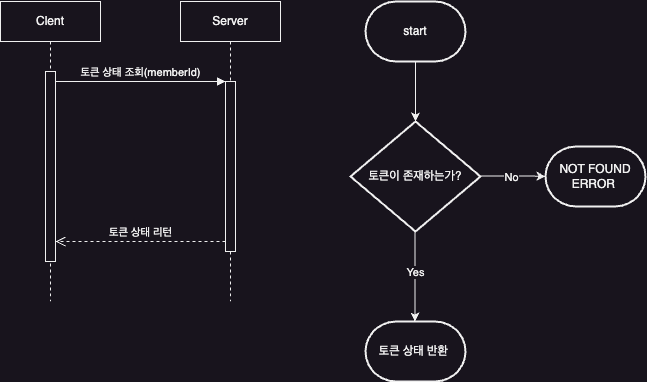 Clent
Server
토큰 상태 조회(memberId)
토큰 상태 리턴
start
토큰이 존재하는가?
No
NOT FOUND
ERROR
Yes
토큰 상태 반환